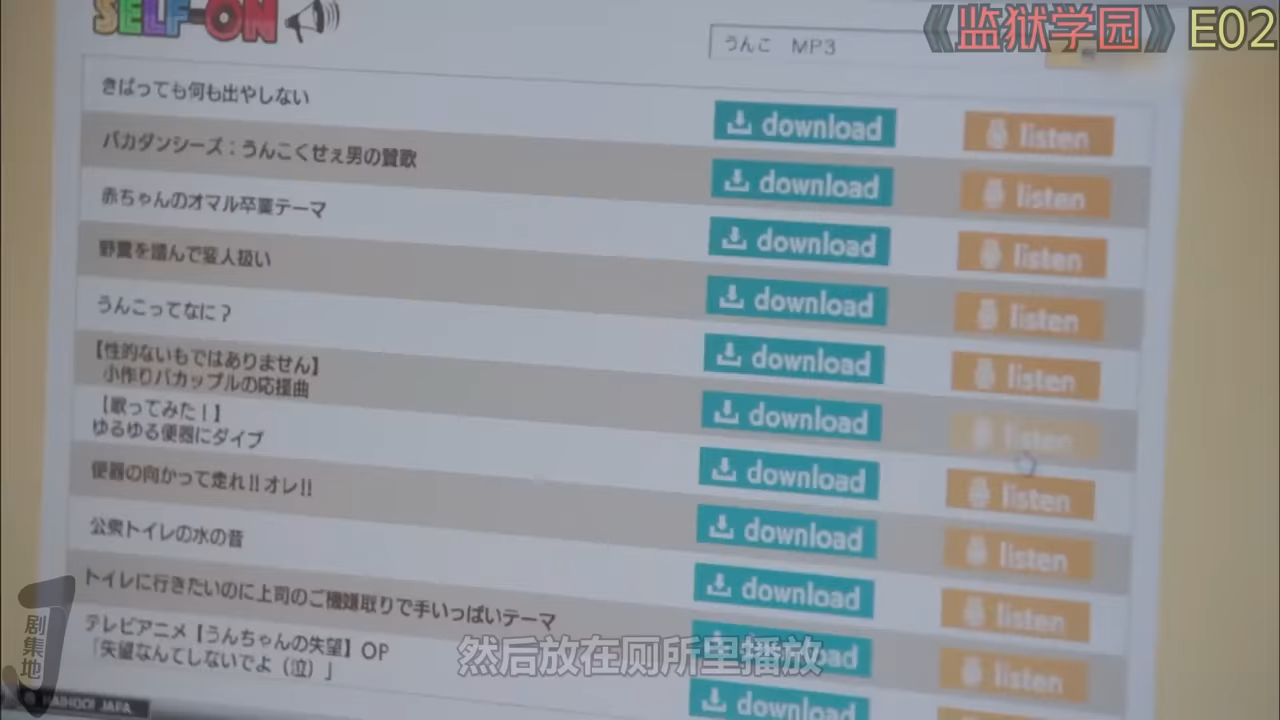 SELF-ON
うんこ MP3
《监狱学园》 E02
きばっても何も出やしない
download
listen
バカダンシーズ：うんこくせぇ男の賛歌
download
listen
赤ちゃんのオマル卒業テーマ
download
listen
野糞を謹んで変人扱い
download
listen
うんこってなに？
download
listen
【性的ないもではありません】
小作りバカップルの応援曲
download
listen
【歌ってみた！】
ゆるゆる便器にダイブ
download
listen
便器の向かって走れ!!オレ!!
download
listen
公衆トイレの水の音
download
listen
トイレに行きたいのに上司のご機嫌取りで手いっぱいテーマ
download
listen
テレビアニメ【うんちゃんの失望】OP
「失望なんてしないでよ（泣）」
download
listen
然后放在厕所里播放
剧集地